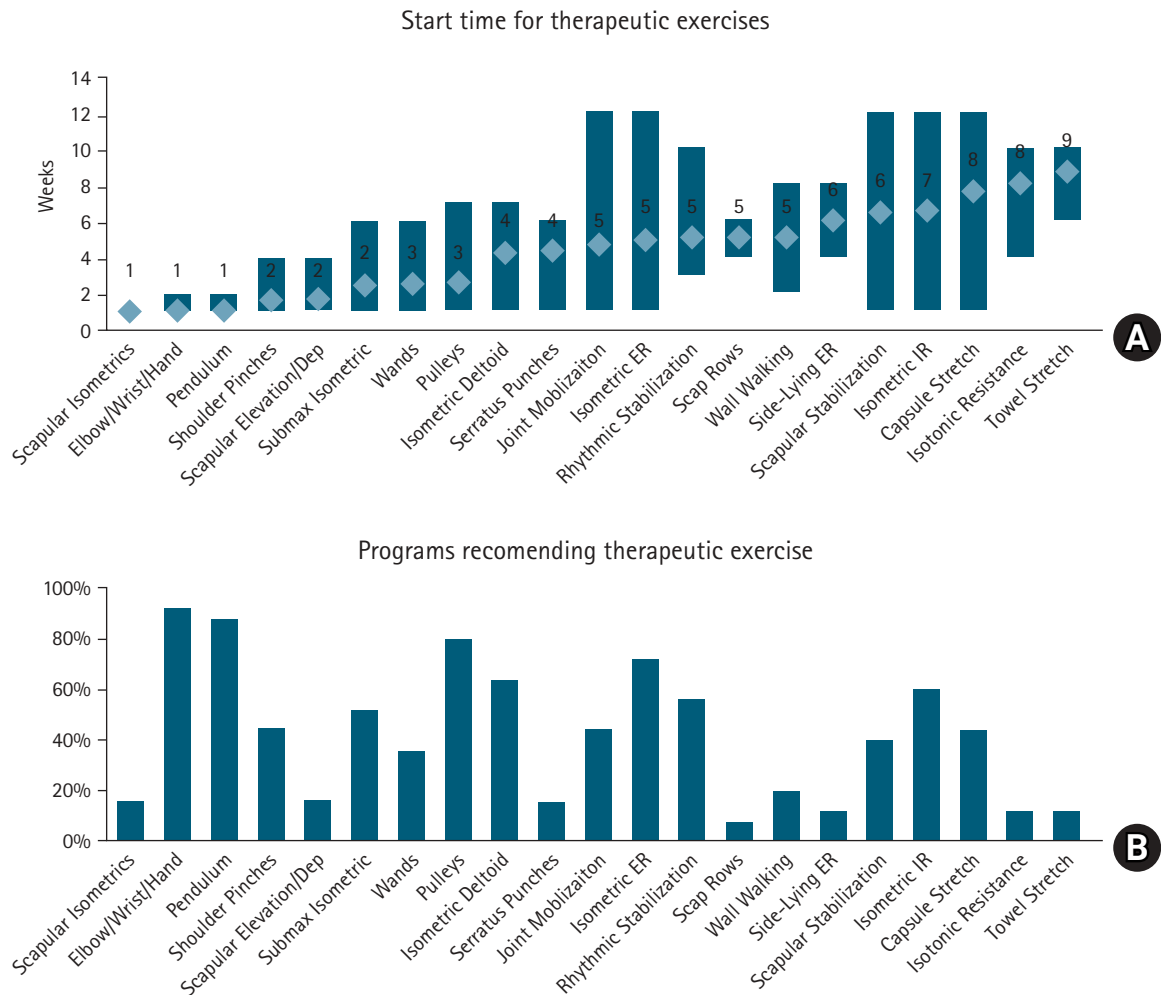 Start time for therapeutic exercises
Weeks
14
12
10
8
6
4
2
0
1
1
1
2
2
2
3
3
4
4
5
5
5
5
5
6
6
7
8
8
9
Scapular Isometrics
Elbow/Wrist/Hand
Pendulum
Shoulder Pinches
Scapular Elevation/Dep
Submax Isometric
Wands
Pulleys
Isometric Deltoid
Serratus Punches
Joint Moblizaiton
Isometric ER
Rhythmic Stabilization
Scap Rows
Wall Walking
Side-Lying ER
Scapular Stabilization
Isometric IR
Capsule Stretch
Isotonic Resistance
Towel Stretch
A
Programs recomending therapeutic exercise
100%
80%
60%
40%
20%
0%
Scapular Isometrics
Elbow/Wrist/Hand
Pendulum
Shoulder Pinches
Scapular Elevation/Dep
Submax Isometric
Wands
Pulleys
Isometric Deltoid
Serratus Punches
Joint Moblizaiton
Isometric ER
Rhythmic Stabilization
Scap Rows
Wall Walking
Side-Lying ER
Scapular Stabilization
Isometric IR
Capsule Stretch
Isotonic Resistance
Towel Stretch
B